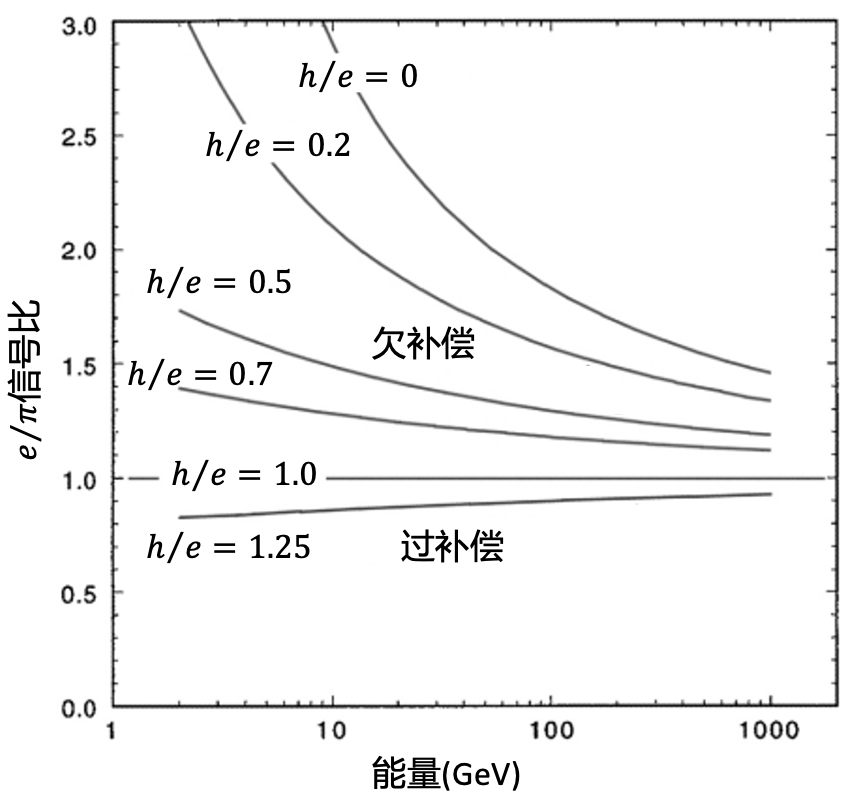 3.0
2.5
2.0
1.5
1.0
0.5
0.0
e/π信号比
h/e = 0
h/e = 0.2
h/e = 0.5
欠补偿
h/e = 0.7
h/e = 1.0
h/e = 1.25
过补偿
1 10 100 1000
能量(GeV)